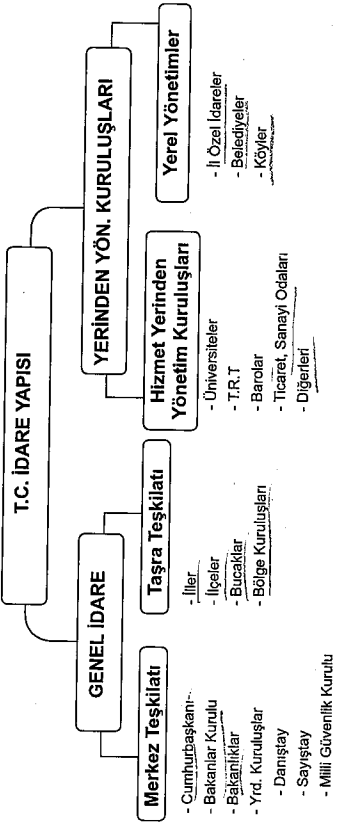 T.C. İDARE YAPISI
GENEL İDARE
YERİNDEN YÖN. KURULUŞLARI
Merkez Teşkilatı
- Cumhurbaşkanı-
- Bakanlar Kurulu
- Bakanlıklar
- Yrd. Kuruluşlar
- Danıştay
- Sayıştay
- Milli Güvenlik Kurulu
Taşra Teşkilatı
- İller
- İlçeler
- Bucaklar
- Bölge Kuruluşları
Hizmet Yerinden
Yönetim Kuruluşları
- Üniversiteler
- T.R.T
- Barolar
- Ticaret, Sanayi Odaları
- Diğerleri
Yerel Yönetimler
- İl Özel İdareler
- Belediyeler
- Köyler